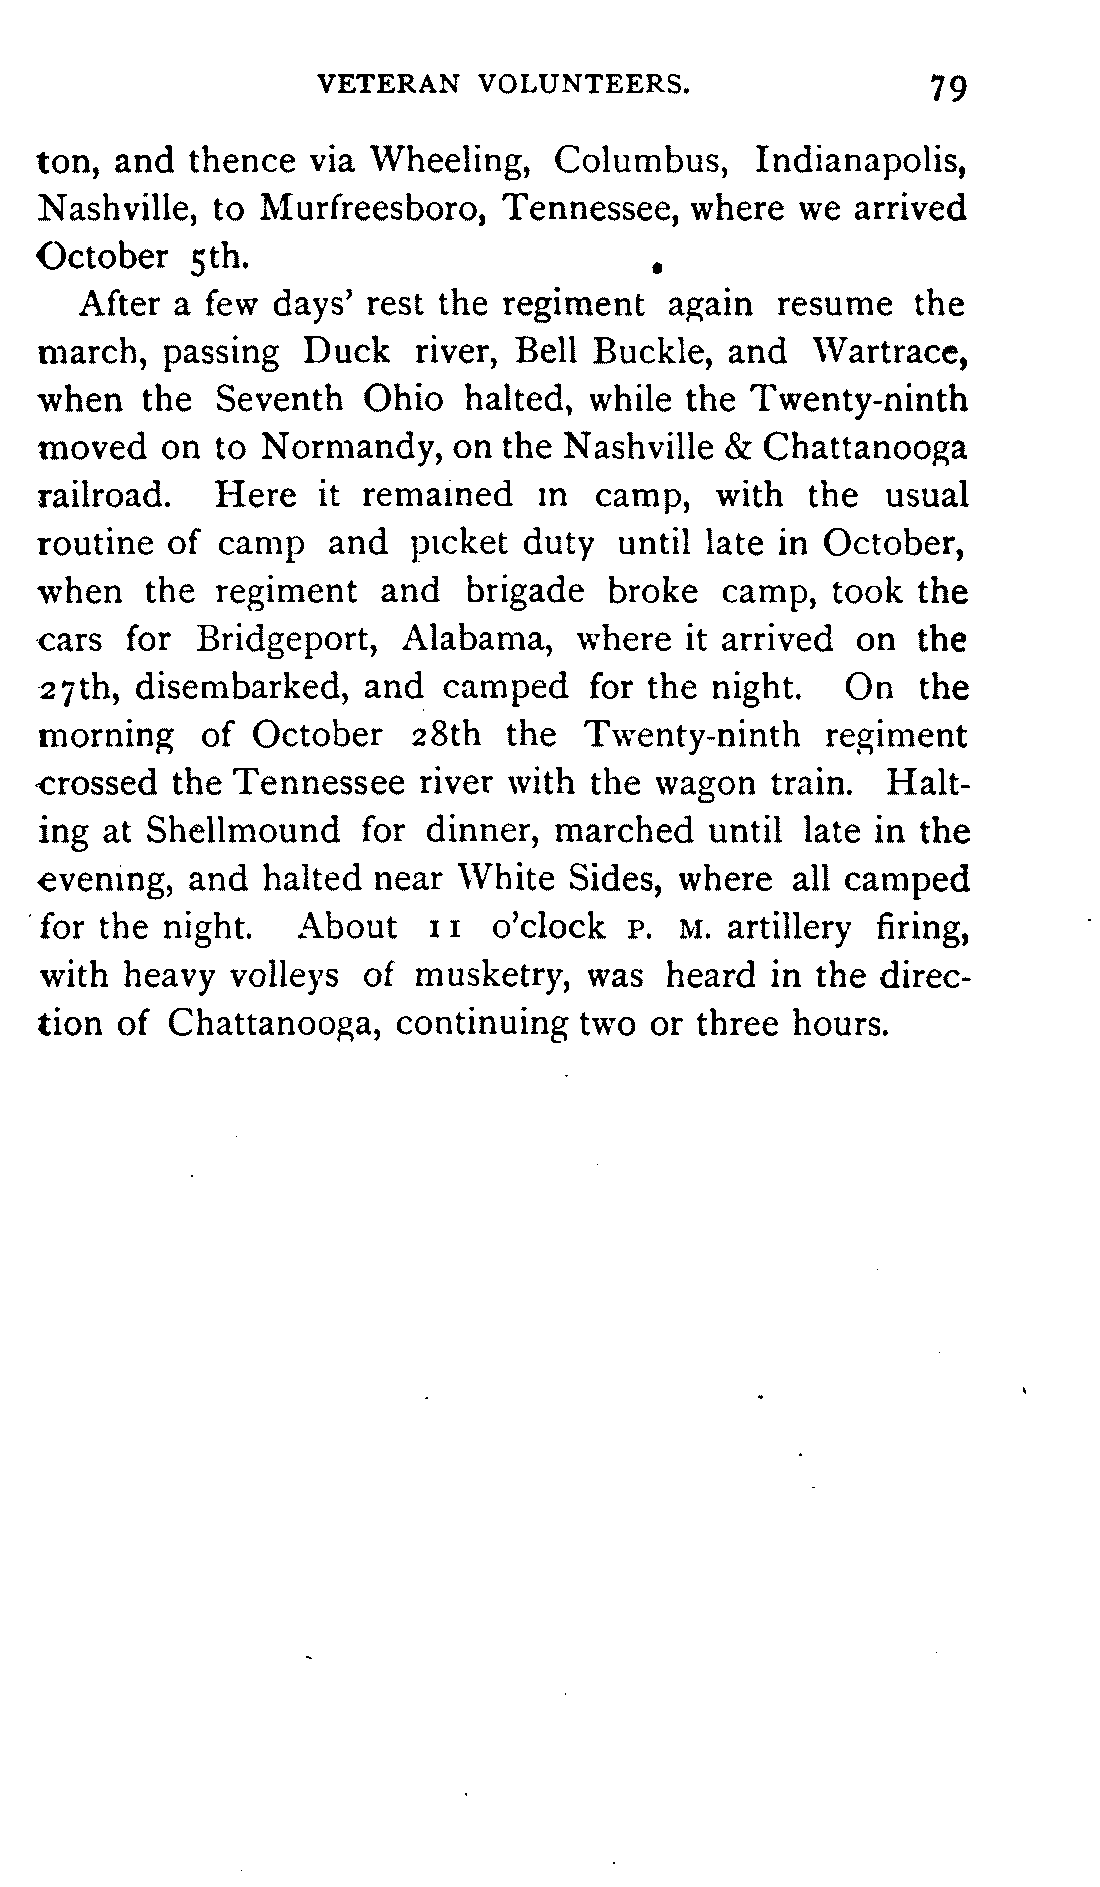 VETERAN VOLUNTEERS. 79
ton, and thence via Wheeling, Columbus, Indianapolis,
Nashville, to Murfreesboro, Tennessee, where we arrived
October 5th.
After a few days' rest the regiment again resume the
march, passing Duck river, Bell Buckle, and Wartrace,
when the Seventh Ohio halted, while the Twenty-ninth
moved on to Normandy, on the Nashville & Chattanooga
railroad. Here it remained in camp, with the usual
routine of camp and picket duty until late in October,
when the regiment and brigade broke camp, took the
cars for Bridgeport, Alabama, where it arrived on the
27th, disembarked, and camped for the night. On the
morning of October 28th the Twenty-ninth regiment
crossed the Tennessee river with the wagon train. Halt-
ing at Shellmound for dinner, marched until late in the
evening, and halted near White Sides, where all camped
for the night. About 11 o'clock P. M. artillery firing,
with heavy volleys of musketry, was heard in the direc-
tion of Chattanooga, continuing two or three hours.